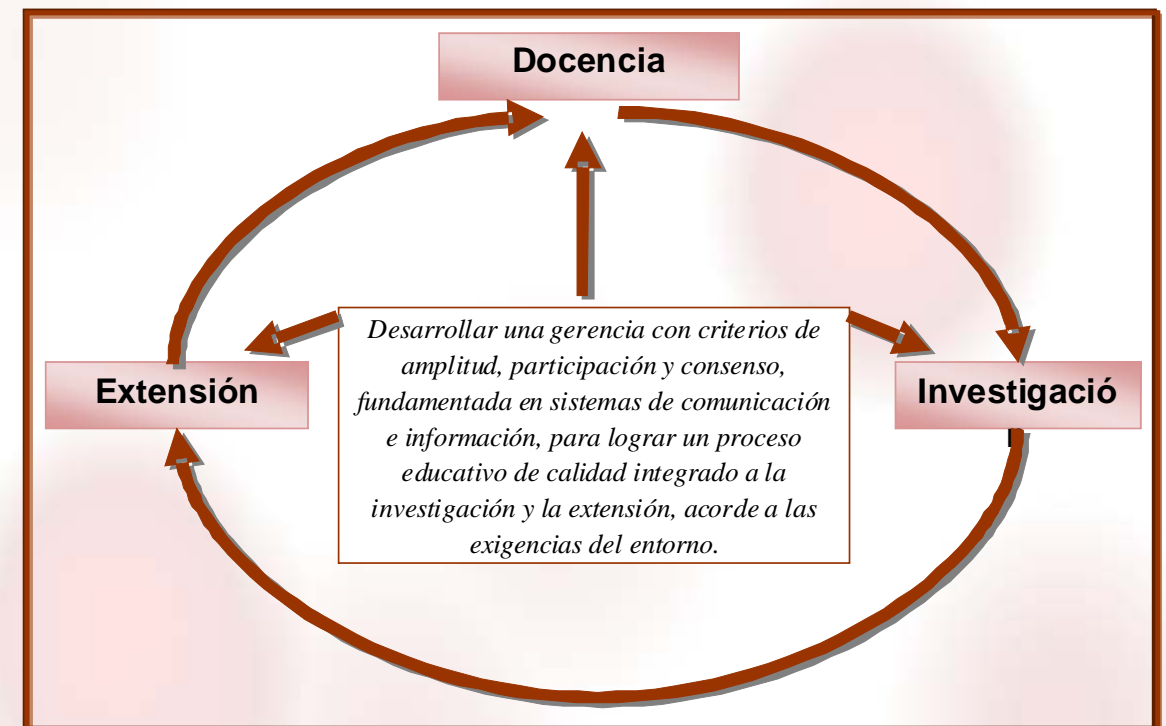 Docencia
Desarrollar una gerencia con criterios de
amplitud, participación y consenso,
fundamentada en sistemas de comunicación
e información, para lograr un proceso
educativo de calidad integrado a la
investigación y la extensión, acorde a las
exigencias del entorno.
Extensión
Investigació